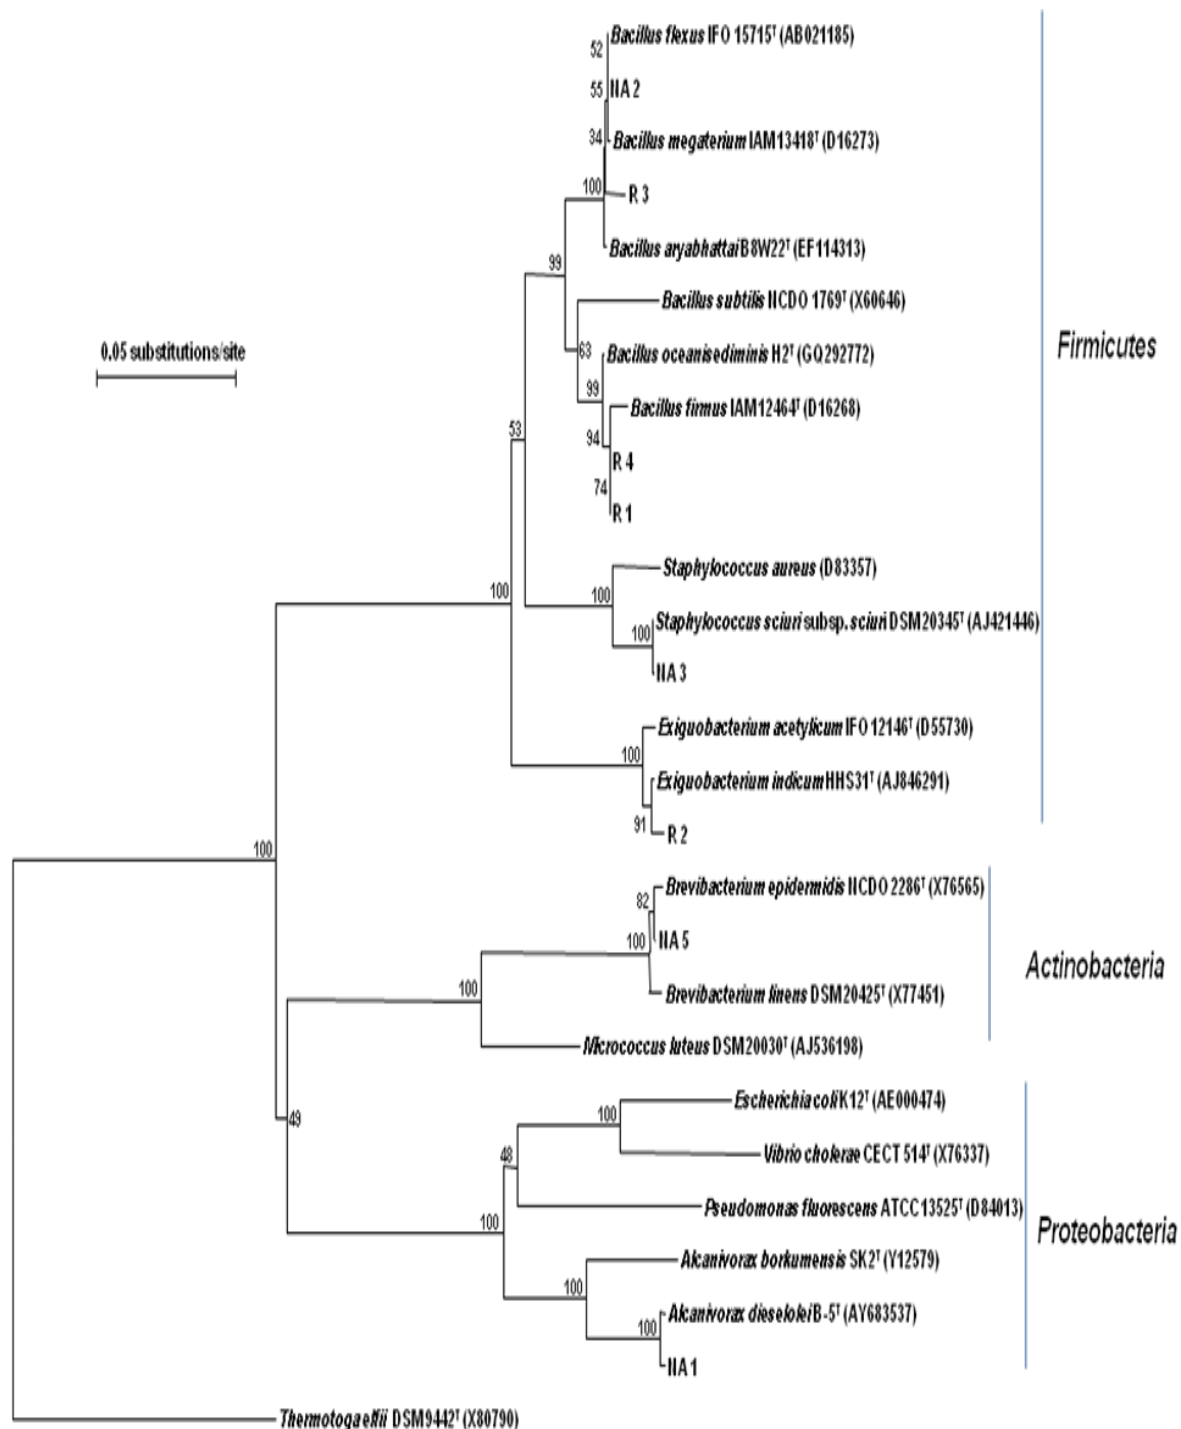 52
Bacillus flexus IFO 15715ᵀ (AB021185)
55
NA 2
34
Bacillus megaterium IAM13418ᵀ (D16273)
100
R 3
Bacillus aryabhattai B8W22ᵀ (EF114313)
99
Bacillus subtilis NCDO 1769ᵀ (X60646)
63
Bacillus oceanisediminis H2ᵀ (GQ292772)
Firmicutes
0.05 substitutions/site
99
Bacillus firmus IAM12464ᵀ (D16268)
53
94
R 4
74
R 1
Staphylococcus aureus (D83357)
100
100
Staphylococcus sciuri subsp. sciuri DSM20345ᵀ (AJ421446)
100
NA 3
Exiguobacterium acetylicum IFO 12146ᵀ (D55730)
100
Exiguobacterium indicum HHS31ᵀ (AJ846291)
91
R 2
100
Brevibacterium epidermidis NCDO 2286ᵀ (X76565)
82
100
NA 5
Actinobacteria
100
Brevibacterium linens DSM20425ᵀ (X77451)
Micrococcus luteus DSM20030ᵀ (AJ536198)
49
Escherichia coli K12ᵀ (AE000474)
100
48
Vibrio cholerae CECT 514ᵀ (X76337)
Pseudomonas fluorescens ATCC13525ᵀ (D84013)
100
Proteobacteria
Alcanivorax borkumensis SK2ᵀ (Y12579)
100
Alcanivorax dieselolei B-5ᵀ (AY683537)
100
NA 1
Thermotoga elfii DSM9442ᵀ (X80790)